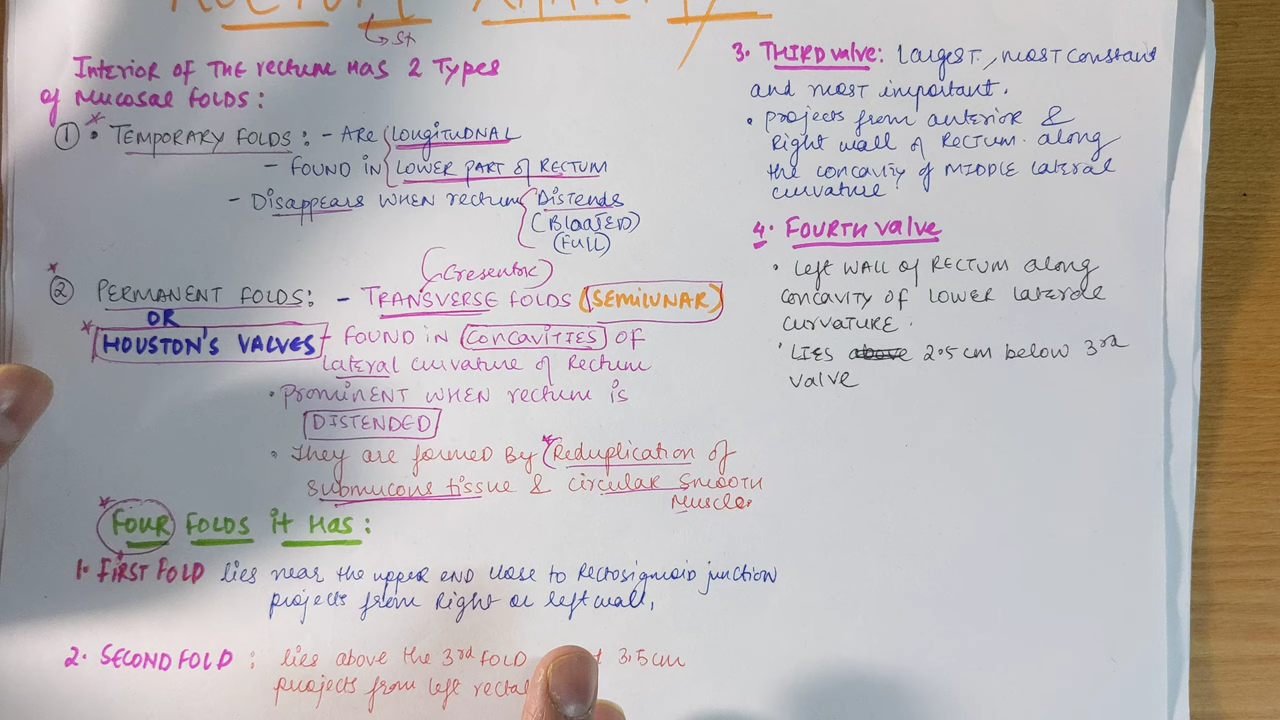 ↳ St
Interior of the rectum has 2 types
of Mucosal folds:
① • Temporary folds: - Are Longitudnal
- found in lower part of rectum
- Disappears when rectum Distends
(Bloated)
(Full)
(Cresentric)
② Permanent folds: - Transverse folds (Semilunar)
or
Houston's valves - found in concavities of
lateral curvature of rectum
• prominent when rectum is
Distended
• They are formed by Reduplication of
submucous tissue & circular smooth
Muscle.
Four folds it has:
1. First fold lies near the upper end close to Rectosigmoid junction
projects from Right or left wall,
2. Second fold: lies above the 3rd fold 3.5cm
projects from left rectal
3. Third valve: largest, most constant
and most important.
• projects from anterior &
Right wall of rectum along
the concavity of middle lateral
curvature
4. Fourth valve
• left wall of rectum along
concavity of lower laterale
curvature.
• Lies above 2.5cm below 3rd
valve